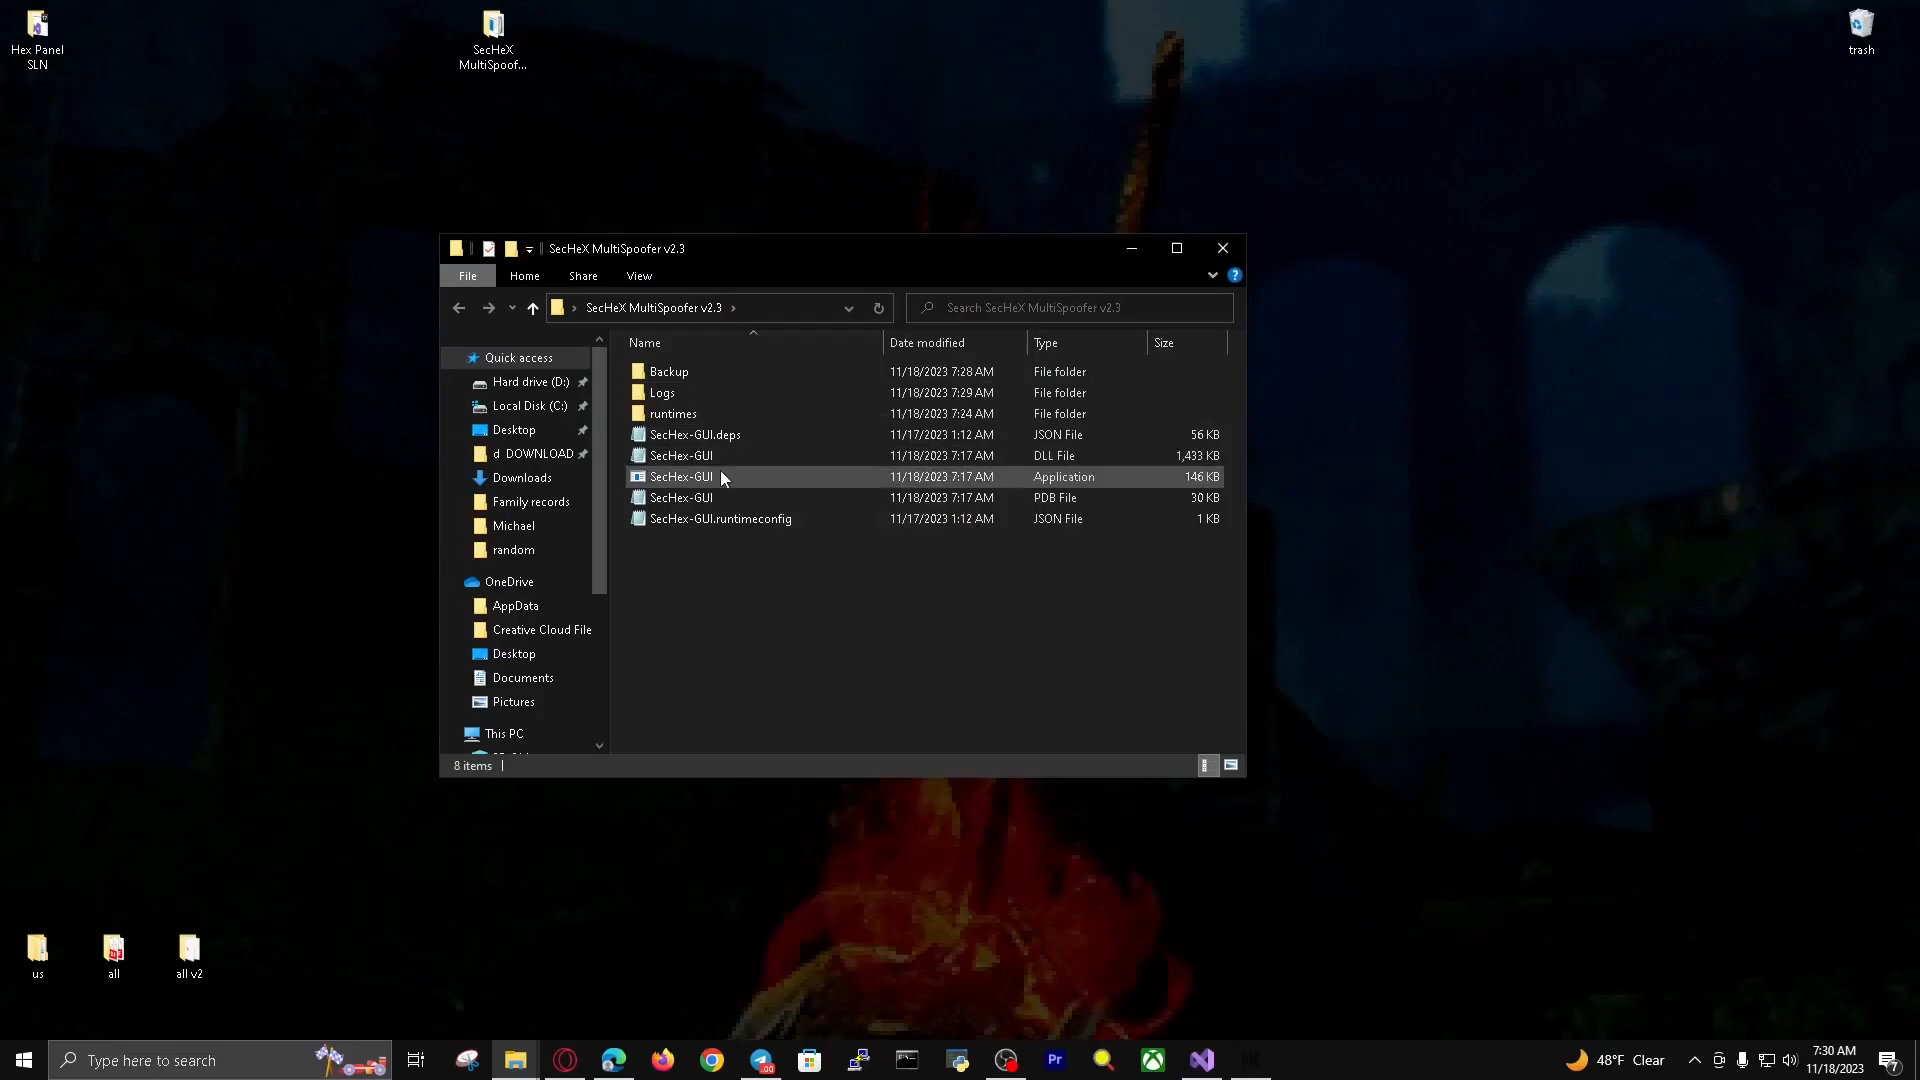 Hex Panel
SLN
SecHeX
MultiSpoof...
trash
SecHeX MultiSpoofer v2.3
File
Home
Share
View
SecHeX MultiSpoofer v2.3
Search SecHeX MultiSpoofer v2.3
Name
Date modified
Type
Size
Quick access
Hard drive (D:)
Local Disk (C:)
Desktop
d DOWNLOAD
Downloads
Family records
Michael
random
OneDrive
AppData
Creative Cloud File
Desktop
Documents
Pictures
This PC
Backup 11/18/2023 7:28 AM File folder
Logs 11/18/2023 7:29 AM File folder
runtimes 11/18/2023 7:24 AM File folder
SecHex-GUI.deps 11/17/2023 1:12 AM JSON File 56 KB
SecHex-GUI 11/18/2023 7:17 AM DLL File 1,433 KB
SecHex-GUI 11/18/2023 7:17 AM Application 146 KB
SecHex-GUI 11/18/2023 7:17 AM PDB File 30 KB
SecHex-GUI.runtimeconfig 11/17/2023 1:12 AM JSON File 1 KB
8 items
us
all
all v2
Type here to search
.00
Pr
48°F Clear
7:30 AM
11/18/2023
7